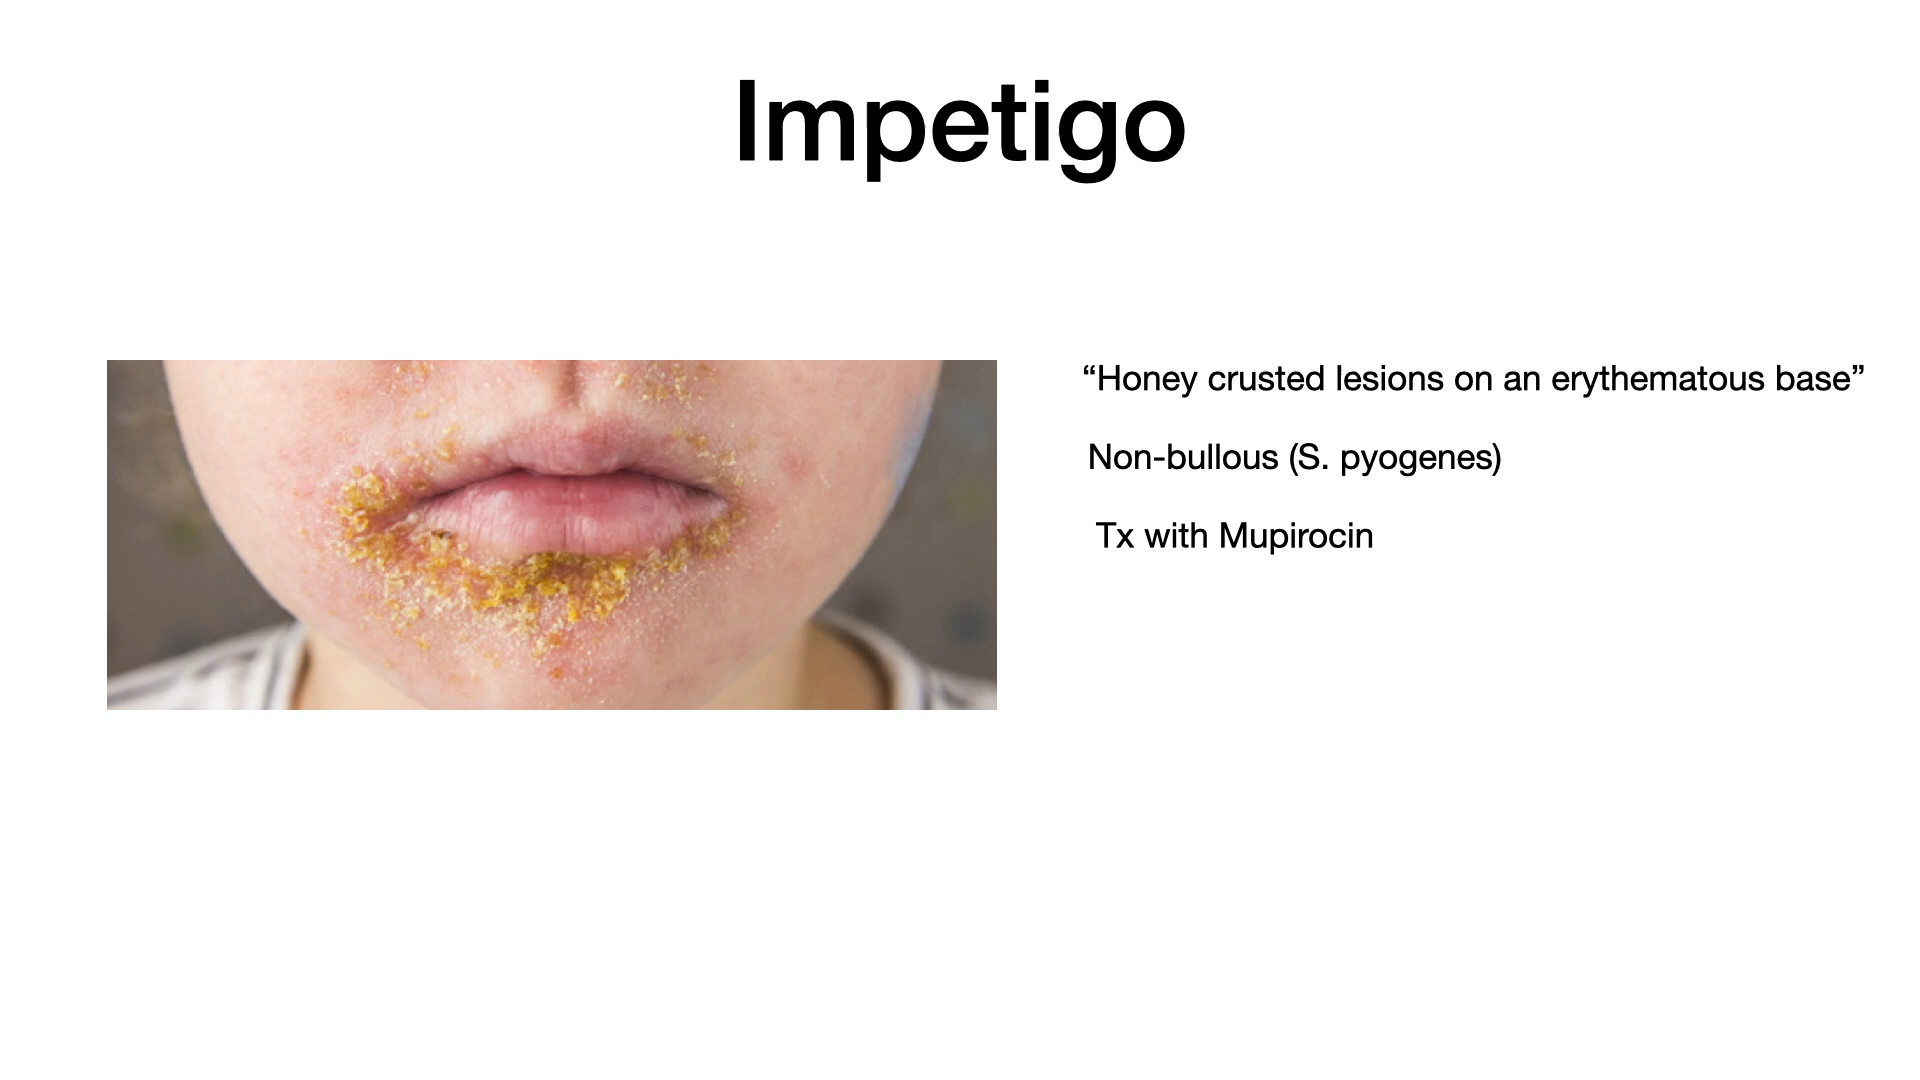 Impetigo
“Honey crusted lesions on an erythematous base”
Non-bullous (S. pyogenes)
Tx with Mupirocin